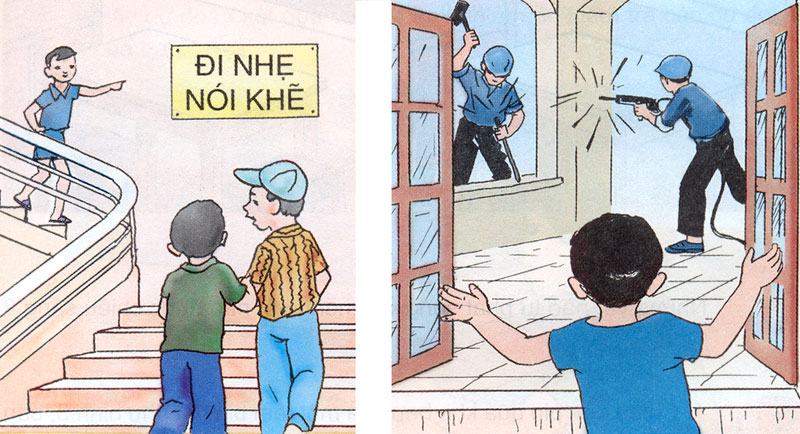 ĐI NHẸ
NÓI KHẼ